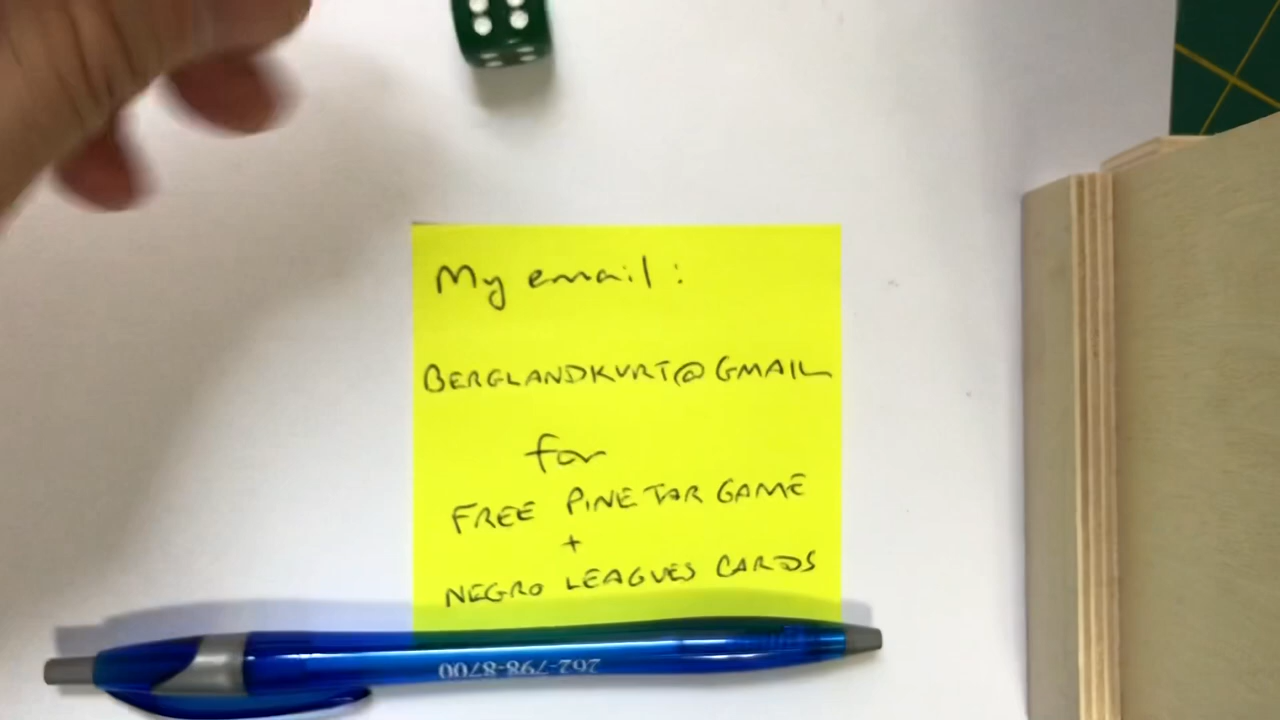 My email:
BERGLANDKURT@GMAIL
for
FREE PINE TAR GAME
+
NEGRO LEAGUES CARDS
262-798-8700